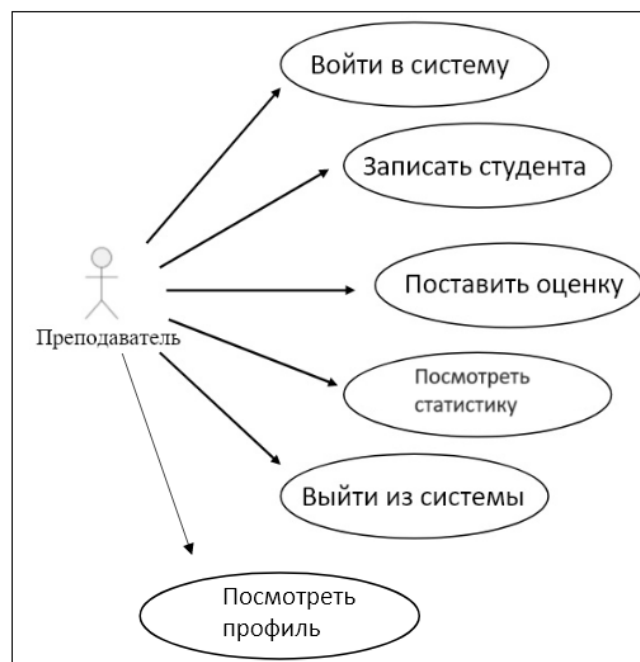 Войти в систему
Записать студента
Поставить оценку
Преподаватель
Посмотреть
статистику
Выйти из системы
Посмотреть
профиль